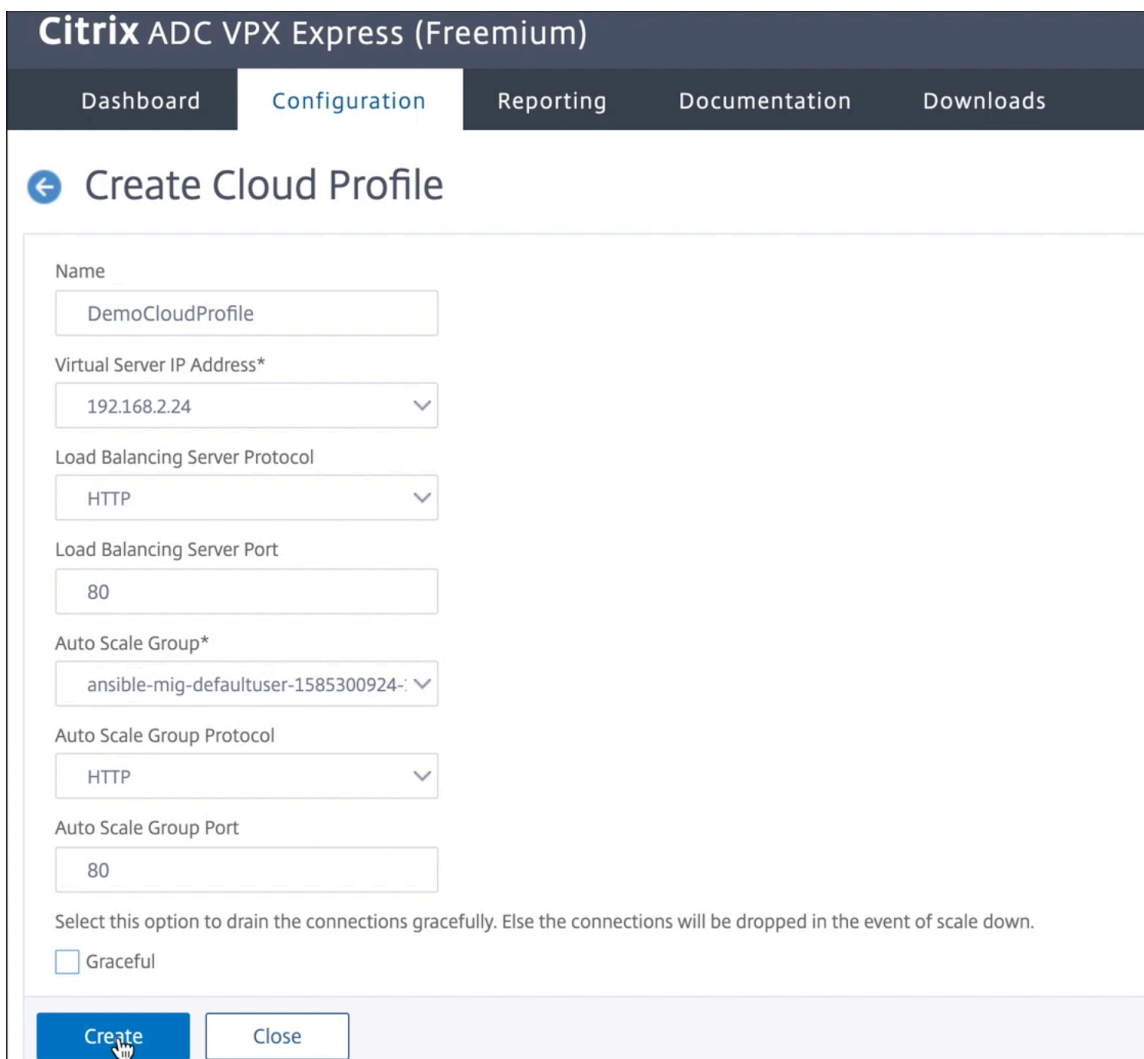 Citrix ADC VPX Express (Freemium)
Dashboard Configuration Reporting Documentation Downloads
Create Cloud Profile
Name
DemoCloudProfile
Virtual Server IP Address*
192.168.2.24
Load Balancing Server Protocol
HTTP
Load Balancing Server Port
80
Auto Scale Group*
ansible-mig-defaultuser-1585300924-
Auto Scale Group Protocol
HTTP
Auto Scale Group Port
80
Select this option to drain the connections gracefully. Else the connections will be dropped in the event of scale down.
Graceful
Create Close